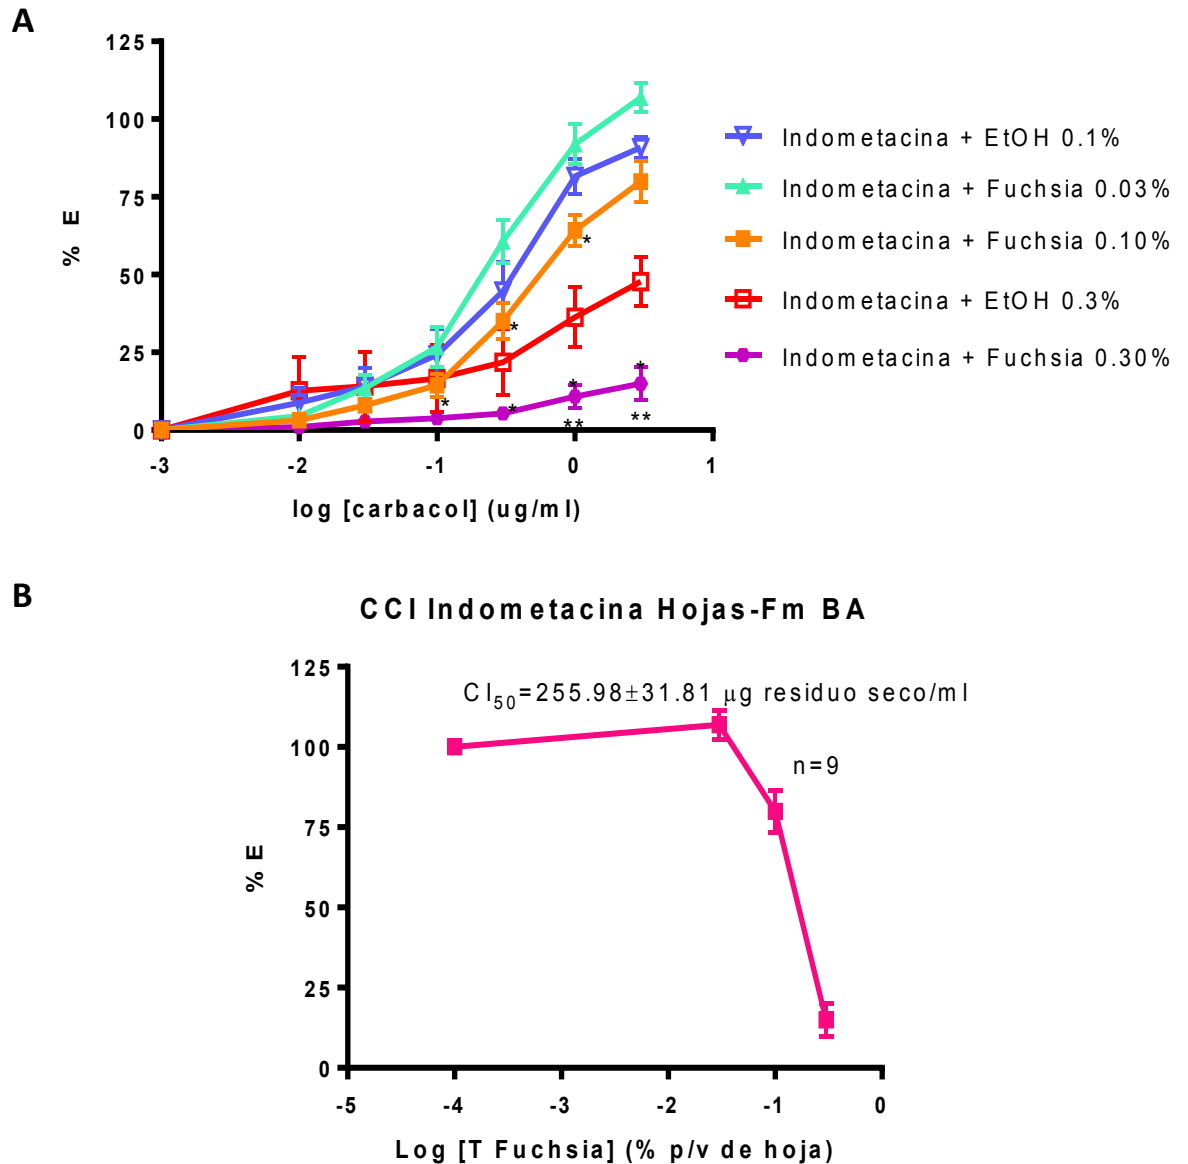 A
125
100
75
50
25
0
% E
-3
-2
-1
0
1
log [carbacol] (ug/ml)
Indometacina + EtOH 0.1%
Indometacina + Fuchsia 0.03%
Indometacina + Fuchsia 0.10%
Indometacina + EtOH 0.3%
Indometacina + Fuchsia 0.30%
*
*
*
*
*
*
**
**
B
CCI Indometacina Hojas-Fm BA
CI50=255.98±31.81 μg residuo seco/ml
n=9
125
100
75
50
25
0
% E
-5
-4
-3
-2
-1
0
Log [T Fuchsia] (% p/v de hoja)